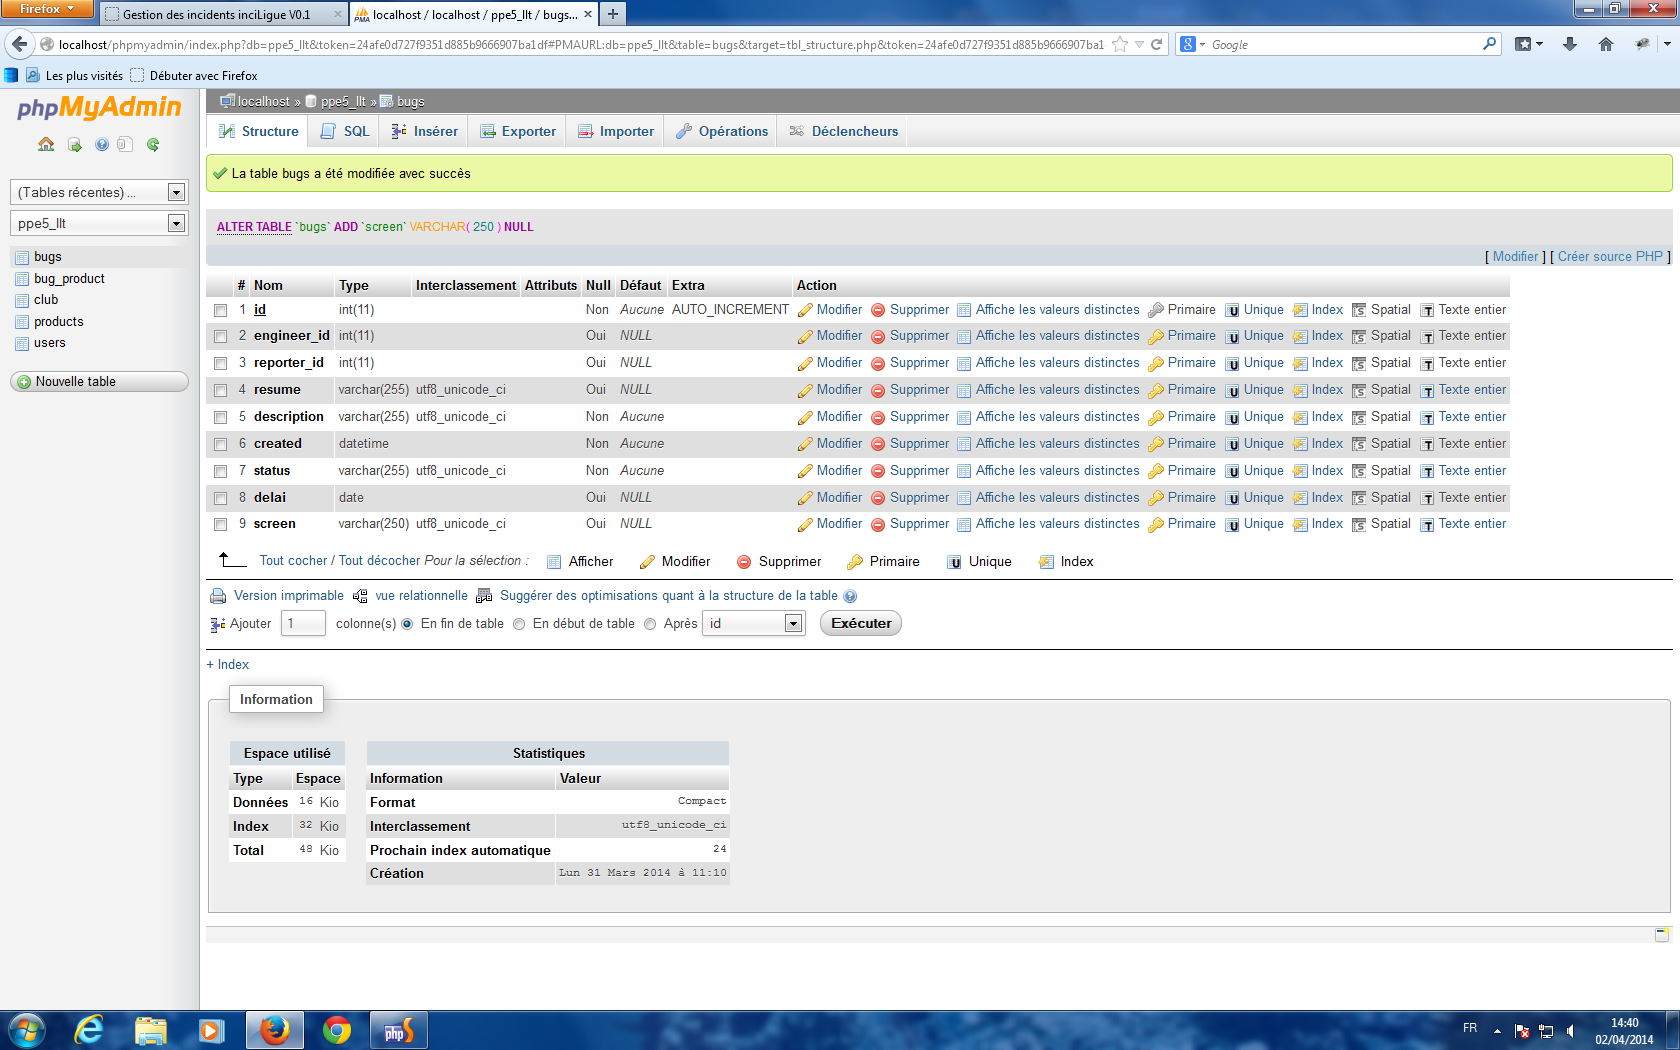 Firefox
Gestion des incidents inciLigue V0.1
localhost / localhost / ppe5_llt / bugs...
localhost/phpmyadmin/index.php?db=ppe5_llt&token=24afe0d727f9351d885b9666907ba1df#PMAURL:db=ppe5_llt&table=bugs&target=tbl_structure.php&token=24afe0d727f9351d885b9666907ba1
Google
Les plus visités
Débuter avec Firefox
phpMyAdmin
(Tables récentes) ...
ppe5_llt
bugs
bug_product
club
products
users
Nouvelle table
localhost » ppe5_llt » bugs
Structure SQL Insérer Exporter Importer Opérations Déclencheurs
La table bugs a été modifiée avec succès
ALTER TABLE `bugs` ADD `screen` VARCHAR( 250 ) NULL
[ Modifier ] [ Créer source PHP ]
# Nom Type Interclassement Attributs Null Défaut Extra Action
1 id int(11) Non Aucune AUTO_INCREMENT Modifier Supprimer Affiche les valeurs distinctes Primaire Unique Index Spatial Texte entier
2 engineer_id int(11) Oui NULL Modifier Supprimer Affiche les valeurs distinctes Primaire Unique Index Spatial Texte entier
3 reporter_id int(11) Oui NULL Modifier Supprimer Affiche les valeurs distinctes Primaire Unique Index Spatial Texte entier
4 resume varchar(255) utf8_unicode_ci Oui NULL Modifier Supprimer Affiche les valeurs distinctes Primaire Unique Index Spatial Texte entier
5 description varchar(255) utf8_unicode_ci Non Aucune Modifier Supprimer Affiche les valeurs distinctes Primaire Unique Index Spatial Texte entier
6 created datetime Non Aucune Modifier Supprimer Affiche les valeurs distinctes Primaire Unique Index Spatial Texte entier
7 status varchar(255) utf8_unicode_ci Non Aucune Modifier Supprimer Affiche les valeurs distinctes Primaire Unique Index Spatial Texte entier
8 delai date Oui NULL Modifier Supprimer Affiche les valeurs distinctes Primaire Unique Index Spatial Texte entier
9 screen varchar(250) utf8_unicode_ci Oui NULL Modifier Supprimer Affiche les valeurs distinctes Primaire Unique Index Spatial Texte entier
Tout cocher / Tout décocher Pour la sélection : Afficher Modifier Supprimer Primaire Unique Index
Version imprimable vue relationnelle Suggérer des optimisations quant à la structure de la table
Ajouter 1 colonne(s) En fin de table En début de table Après id Exécuter
+ Index
Information
Espace utilisé
Type Espace
Données 16 Kio
Index 32 Kio
Total 48 Kio
Statistiques
Information Valeur
Format Compact
Interclassement utf8_unicode_ci
Prochain index automatique 24
Création Lun 31 Mars 2014 à 11:10
php
FR
14:40
02/04/2014